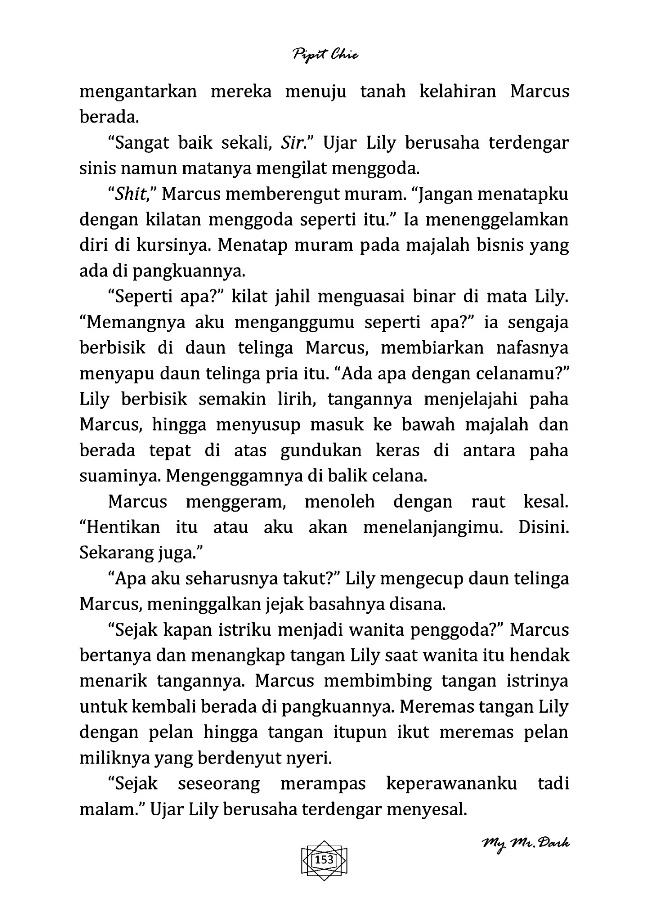 Pipit Chie
mengantarkan mereka menuju tanah kelahiran Marcus
berada.
“Sangat baik sekali, Sir.” Ujar Lily berusaha terdengar
sinis namun matanya mengilat menggoda.
“Shit,” Marcus memberengut muram. “Jangan menatapku
dengan kilatan menggoda seperti itu.” Ia menenggelamkan
diri di kursinya. Menatap muram pada majalah bisnis yang
ada di pangkuannya.
“Seperti apa?” kilat jahil menguasai binar di mata Lily.
“Memangnya aku menganggumu seperti apa?” ia sengaja
berbisik di daun telinga Marcus, membiarkan nafasnya
menyapu daun telinga pria itu. “Ada apa dengan celanamu?”
Lily berbisik semakin lirih, tangannya menjelajahi paha
Marcus, hingga menyusup masuk ke bawah majalah dan
berada tepat di atas gundukan keras di antara paha
suaminya. Mengenggamnya di balik celana.
Marcus menggeram, menoleh dengan raut kesal.
“Hentikan itu atau aku akan menelanjangimu. Disini.
Sekarang juga.”
“Apa aku seharusnya takut?” Lily mengecup daun telinga
Marcus, meninggalkan jejak basahnya disana.
“Sejak kapan istriku menjadi wanita penggoda?” Marcus
bertanya dan menangkap tangan Lily saat wanita itu hendak
menarik tangannya. Marcus membimbing tangan istrinya
untuk kembali berada di pangkuannya. Meremas tangan Lily
dengan pelan hingga tangan itupun ikut meremas pelan
miliknya yang berdenyut nyeri.
“Sejak seseorang merampas keperawananku tadi
malam.” Ujar Lily berusaha terdengar menyesal.
My Mr. Dark
153